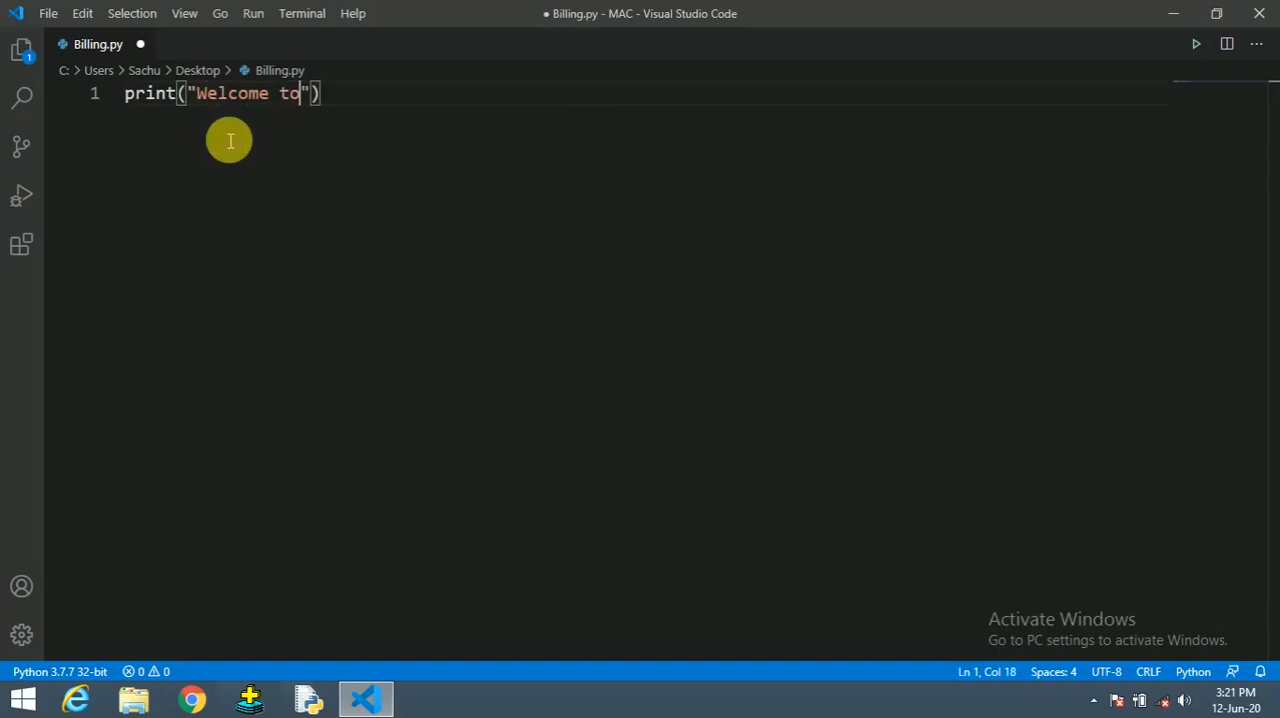 File Edit Selection View Go Run Terminal Help ● Billing.py - MAC - Visual Studio Code
Billing.py ●
C: > Users > Sachu > Desktop > Billing.py
1 print("Welcome to")
Activate Windows
Go to PC settings to activate Windows.
Python 3.7.7 32-bit 0 0 Ln 1, Col 18 Spaces: 4 UTF-8 CRLF Python
3:21 PM
12-Jun-20
1